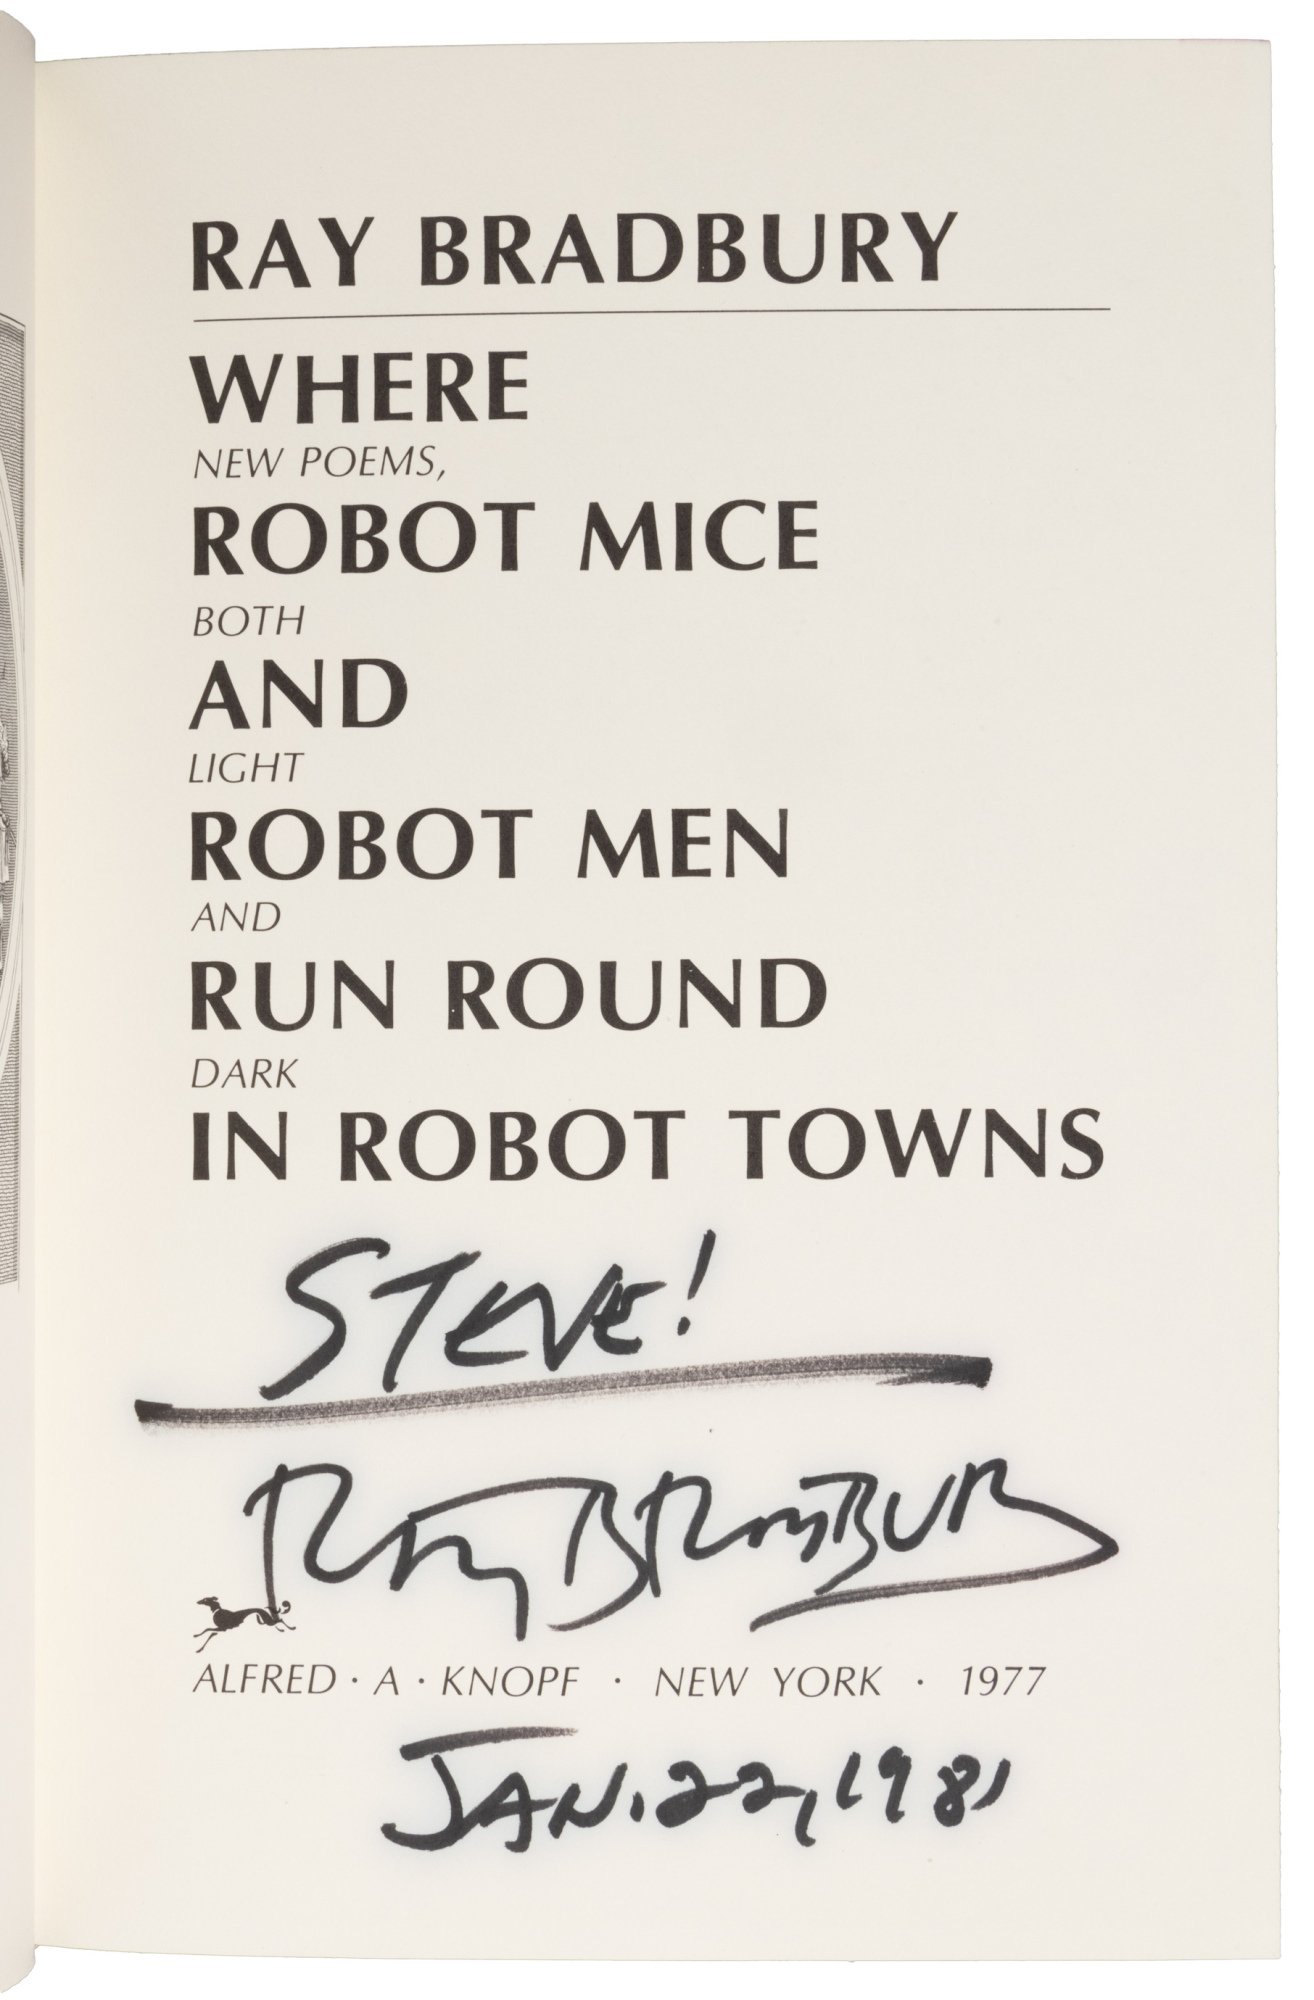 RAY BRADBURY
WHERE
NEW POEMS,
ROBOT MICE
BOTH
AND
LIGHT
ROBOT MEN
AND
RUN ROUND
DARK
IN ROBOT TOWNS
STEVE!
RAY BRADBURY
ALFRED · A · KNOPF · NEW YORK · 1977
JAN. 22, 1981